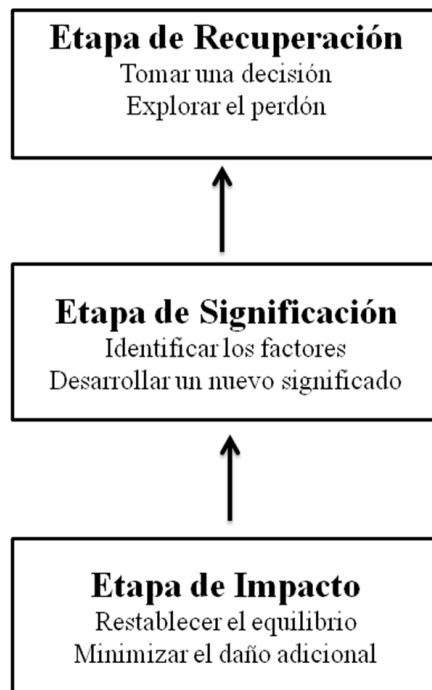 Etapa de Recuperación
Tomar una decisión
Explorar el perdón
Etapa de Significación
Identificar los factores
Desarrollar un nuevo significado
Etapa de Impacto
Restablecer el equilibrio
Minimizar el daño adicional